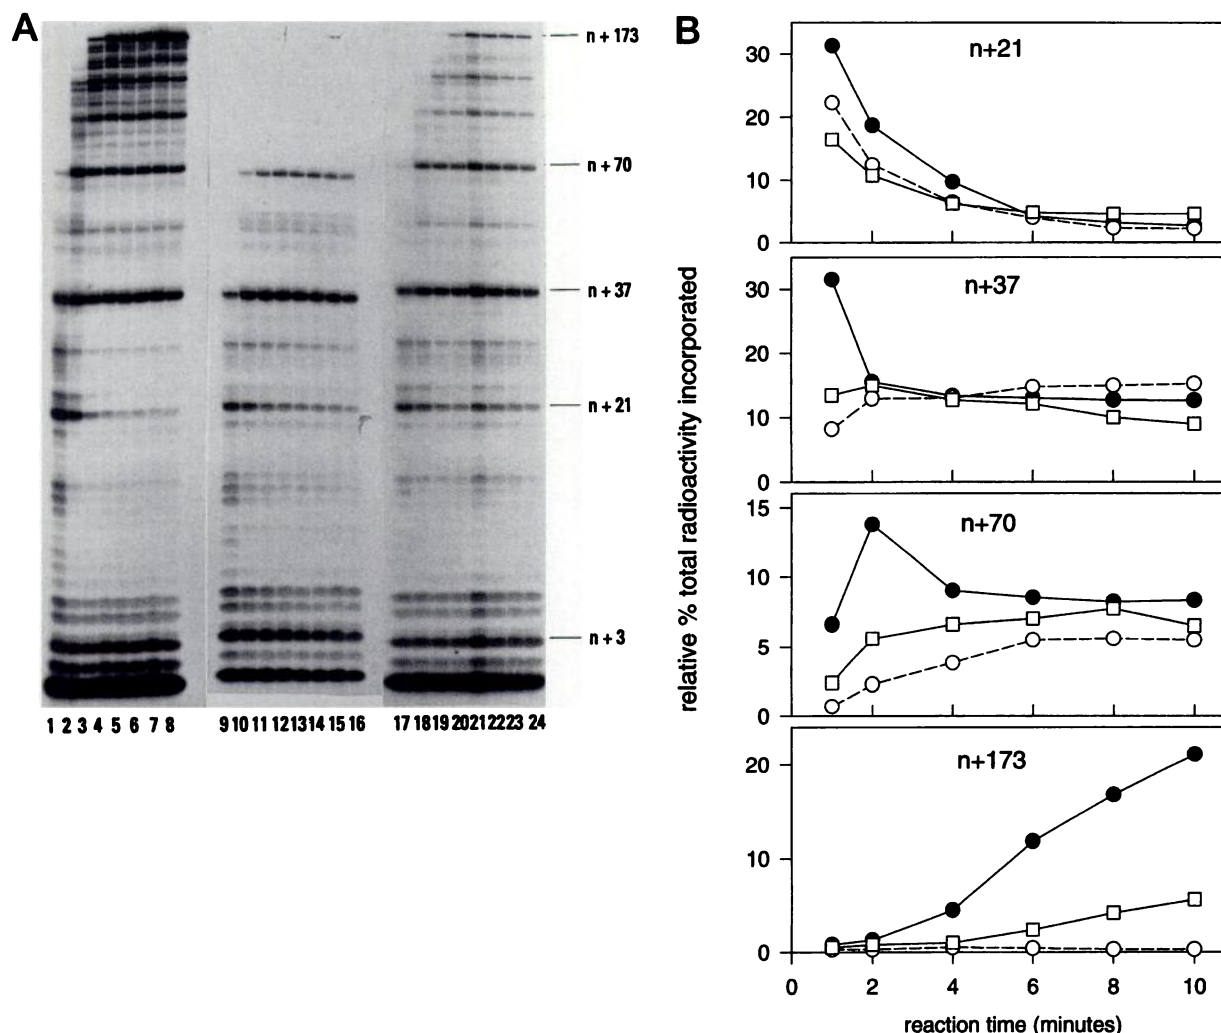 A
n + 173
n + 70
n + 37
n + 21
n + 3
1 2 3 4 5 6 7 8 9 10 11 12 13 14 15 16 17 18 19 20 21 22 23 24
B
relative % total radioactivity incorporated
n+21
30
20
10
0
n+37
30
20
10
0
n+70
15
10
5
0
n+173
20
10
0
0 2 4 6 8 10
reaction time (minutes)